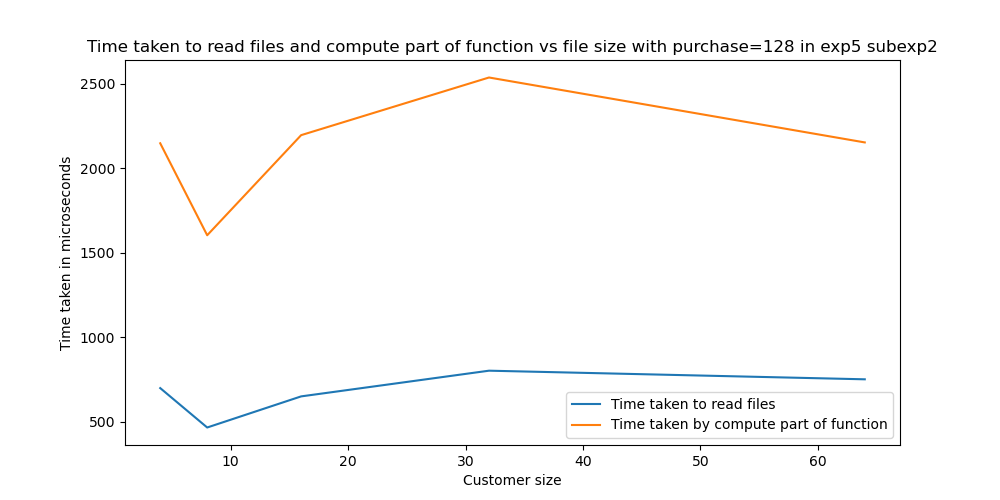 Time taken to read files and compute part of function vs file size with purchase=128 in exp5 subexp2
Time taken in microseconds
2500
2000
1500
1000
500
Time taken to read files
Time taken by compute part of function
10 20 30 40 50 60
Customer size